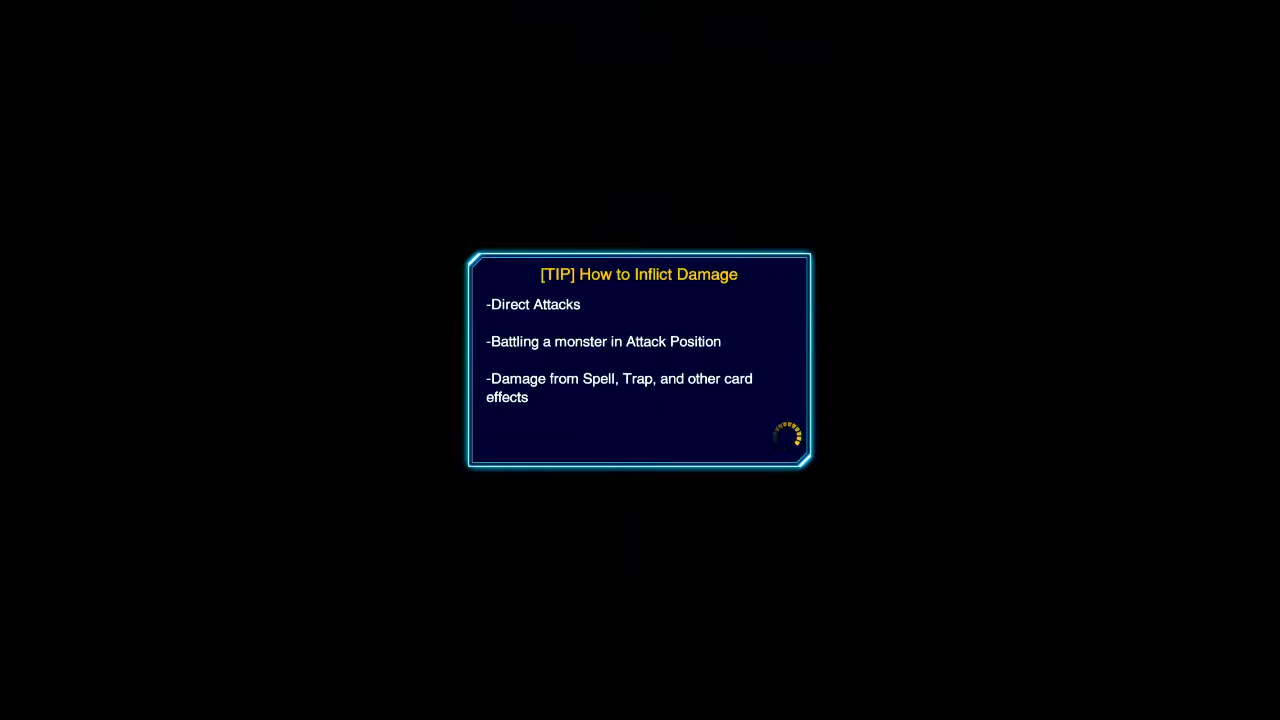 [TIP] How to Inflict Damage
-Direct Attacks
-Battling a monster in Attack Position
-Damage from Spell, Trap, and other card
effects